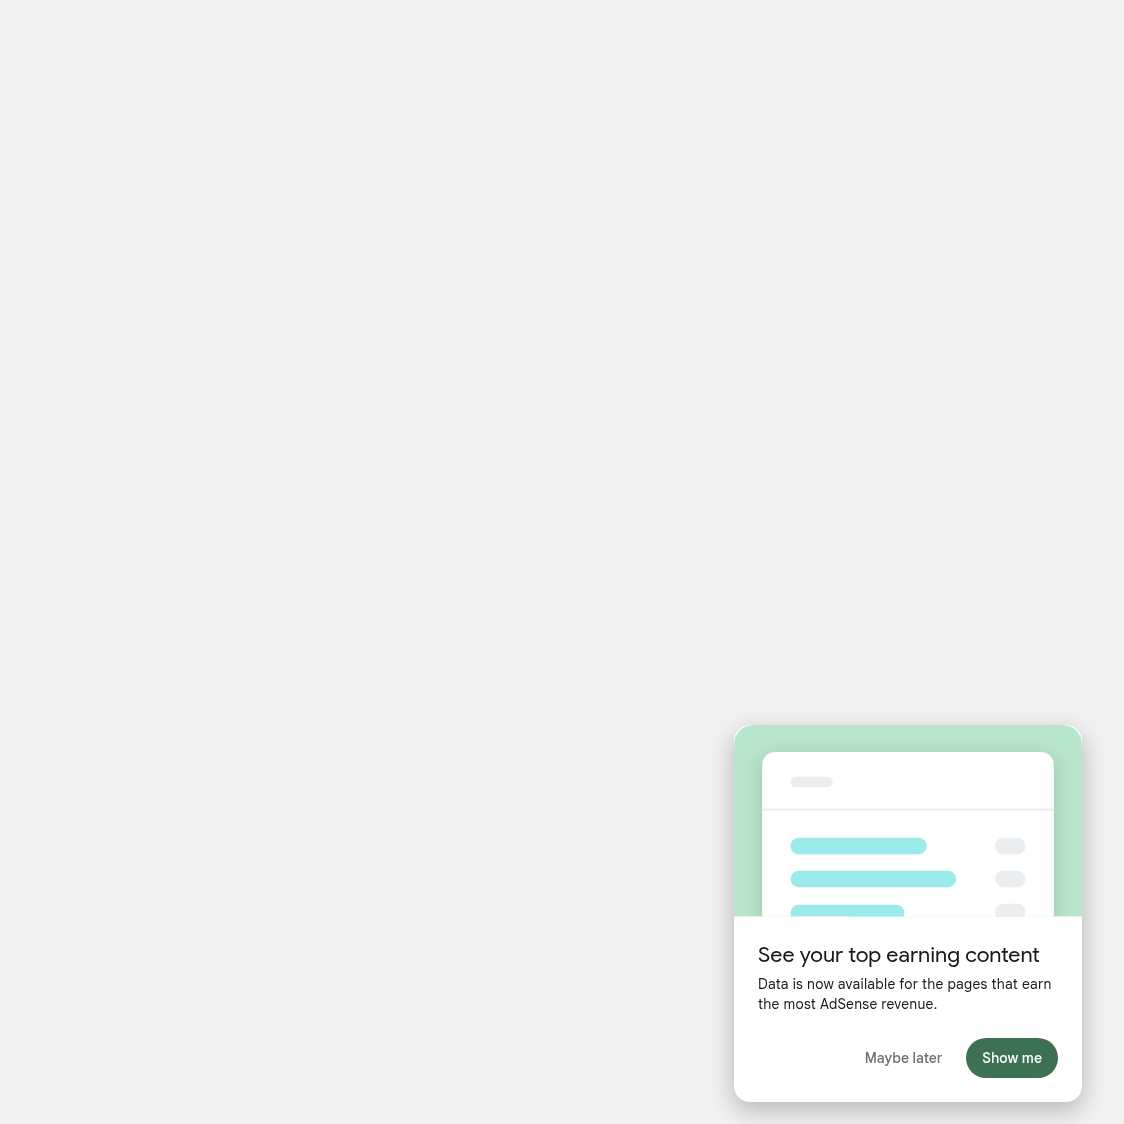 See your top earning content
Data is now available for the pages that earn
the most AdSense revenue.
Maybe later
Show me